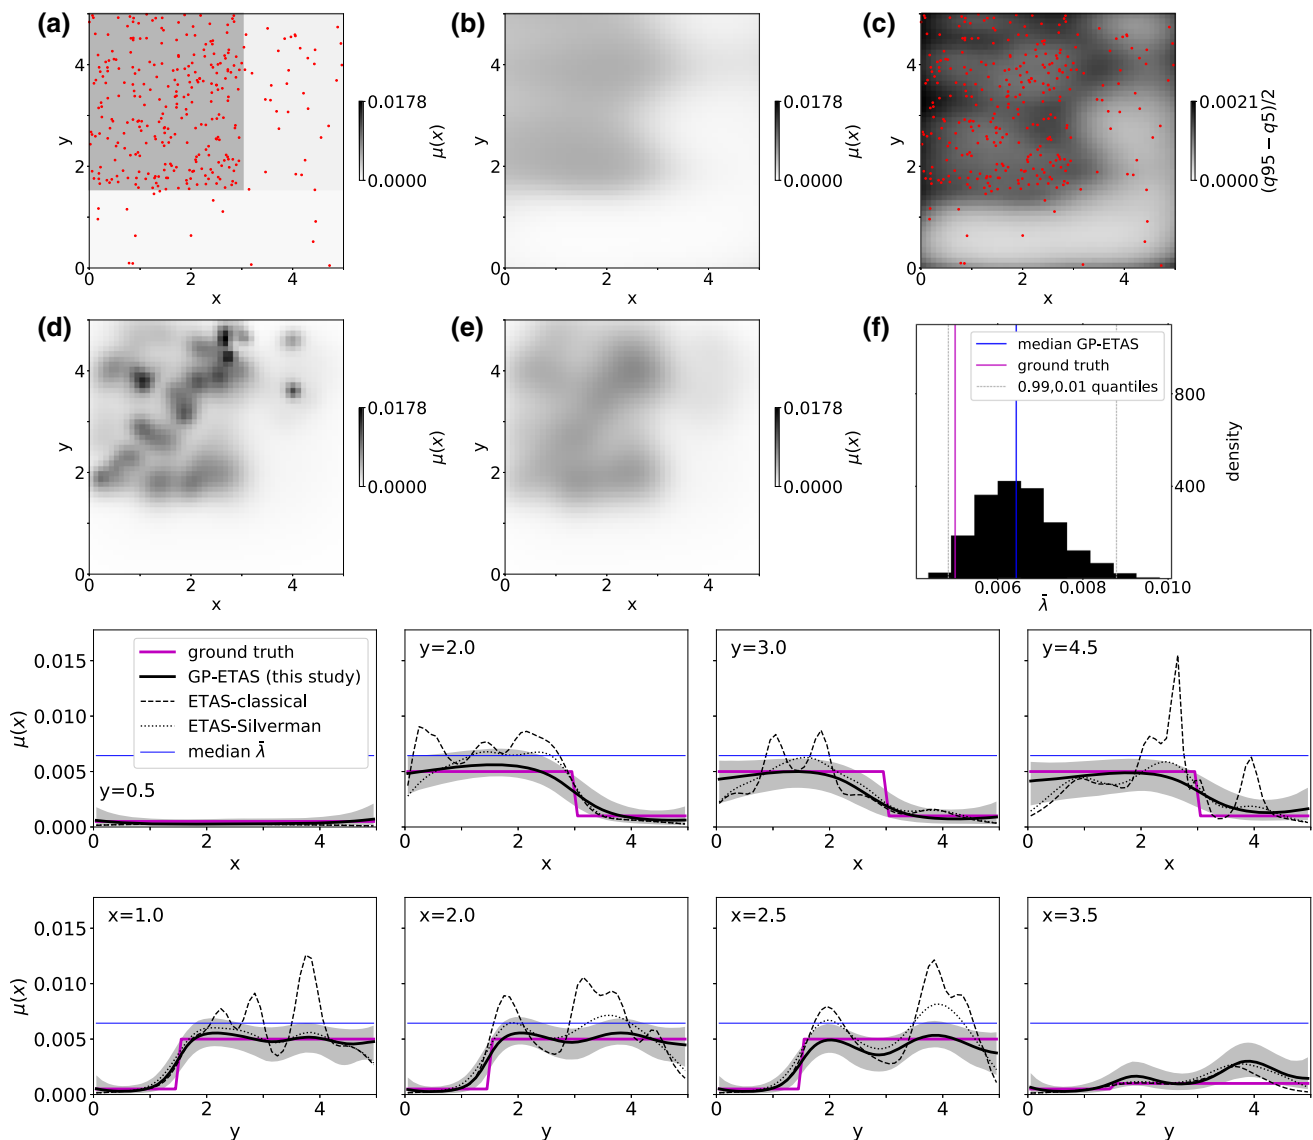 (a)
y
4
2
0
0
2
4
x
0.0178
0.0000
μ(x)
(b)
4
2
0
0
2
4
x
0.0178
0.0000
μ(x)
(c)
y
4
2
0
0
2
4
x
0.0021
0.0000
(q95 − q5)/2
(d)
y
4
2
0
0
2
4
x
0.0178
0.0000
μ(x)
(e)
y
4
2
0
0
2
4
x
0.0178
0.0000
μ(x)
(f)
median GP-ETAS
ground truth
0.99,0.01 quantiles
800
400
density
0.006
0.008
0.010
λ̄
μ(x)
0.015
0.010
0.005
0.000
ground truth
GP-ETAS (this study)
ETAS-classical
ETAS-Silverman
median λ̄
y=0.5
0
2
4
x
y=2.0
0
2
4
x
y=3.0
0
2
4
x
y=4.5
0
2
4
x
μ(x)
0.015
0.010
0.005
0.000
x=1.0
0
2
4
y
x=2.0
0
2
4
y
x=2.5
0
2
4
y
x=3.5
0
2
4
y